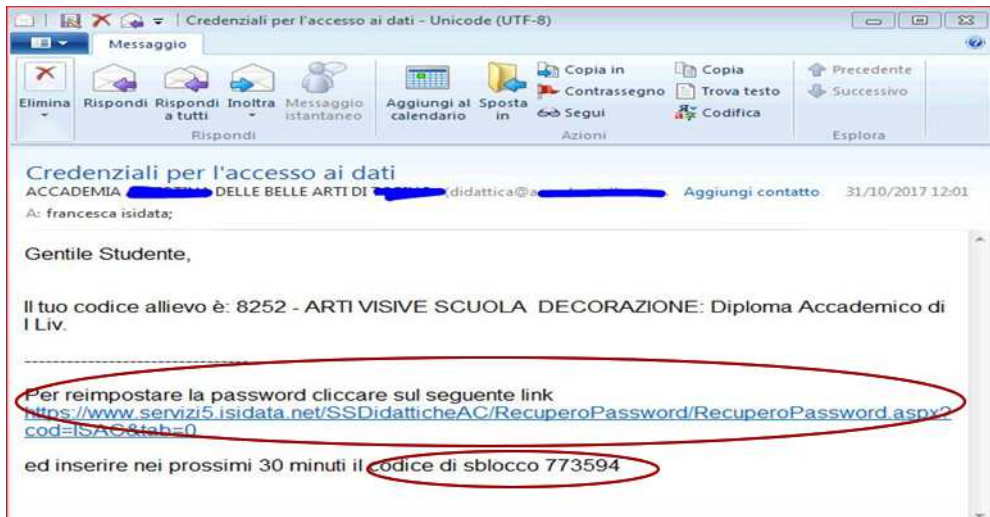 Credenziali per l'accesso ai dati - Unicode (UTF-8)
Messaggio
Elimina
Rispondi
Rispondi a tutti
Inoltra
Messaggio istantaneo
Rispondi
Aggiungi al calendario
Sposta in
Copia in
Contrassegno
Segui
Azioni
Copia
Trova testo
Codifica
Precedente
Successivo
Esplora
Credenziali per l'accesso ai dati
ACCADEMIA DELLE BELLE ARTI DI (didattica@ Aggiungi contatto 31/10/2017 12:01
A: francesca isidata;
Gentile Studente,
Il tuo codice allievo è: 8252 - ARTI VISIVE SCUOLA DECORAZIONE: Diploma Accademico di
I Liv.
--------------------------------
Per reimpostare la password cliccare sul seguente link
https://www.servizi5.isidata.net/SSDidatticheAC/RecuperoPassword/RecuperoPassword.aspx?
cod=ISAC&tab=0
ed inserire nei prossimi 30 minuti il codice di sblocco 773594